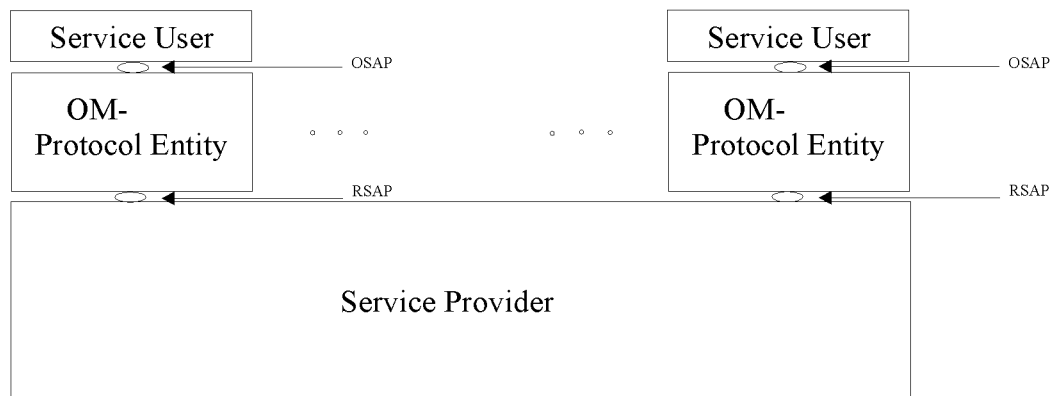 Service User
Service User
OSAP
OSAP
OM-
Protocol Entity
OM-
Protocol Entity
RSAP
RSAP
Service Provider